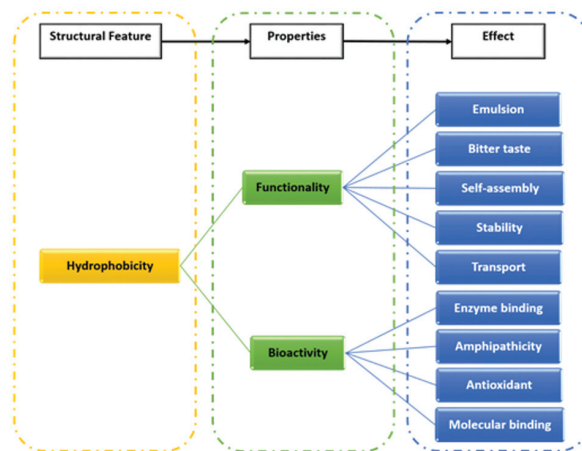 Structural Feature
Properties
Effect
Emulsion
Bitter taste
Functionality
Self-assembly
Stability
Hydrophobicity
Transport
Enzyme binding
Bioactivity
Amphipathicity
Antioxidant
Molecular binding